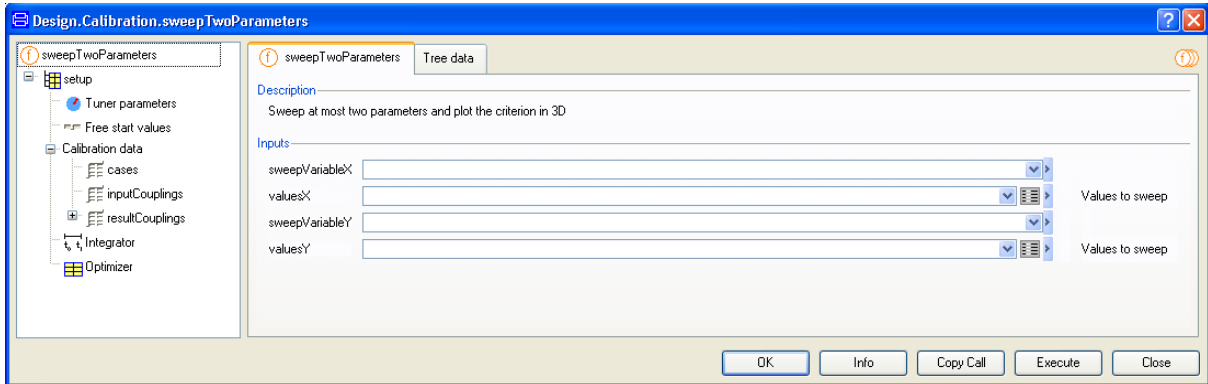 Design.Calibration.sweepTwoParameters
sweepTwoParameters
setup
Tuner parameters
Free start values
Calibration data
cases
inputCouplings
resultCouplings
Integrator
Optimizer
sweepTwoParameters Tree data
Description
Sweep at most two parameters and plot the criterion in 3D
Inputs
sweepVariableX
valuesX Values to sweep
sweepVariableY
valuesY Values to sweep
OK Info Copy Call Execute Close